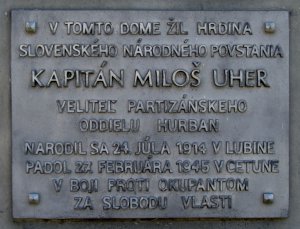 V TOMTO DOME ŽIL HRDINA
SLOVENSKÉHO NÁRODNÉHO POVSTANIA
KAPITÁN MILOŠ UHER
VELITEĽ PARTIZÁNSKEHO
ODDIELU HURBAN
NARODIL SA 24. JÚLA 1914 V LUBINE
PADOL 27. FEBRUÁRA 1945 V CETUNE
V BOJI PROTI OKUPANTOM
ZA SLOBODU VLASTI